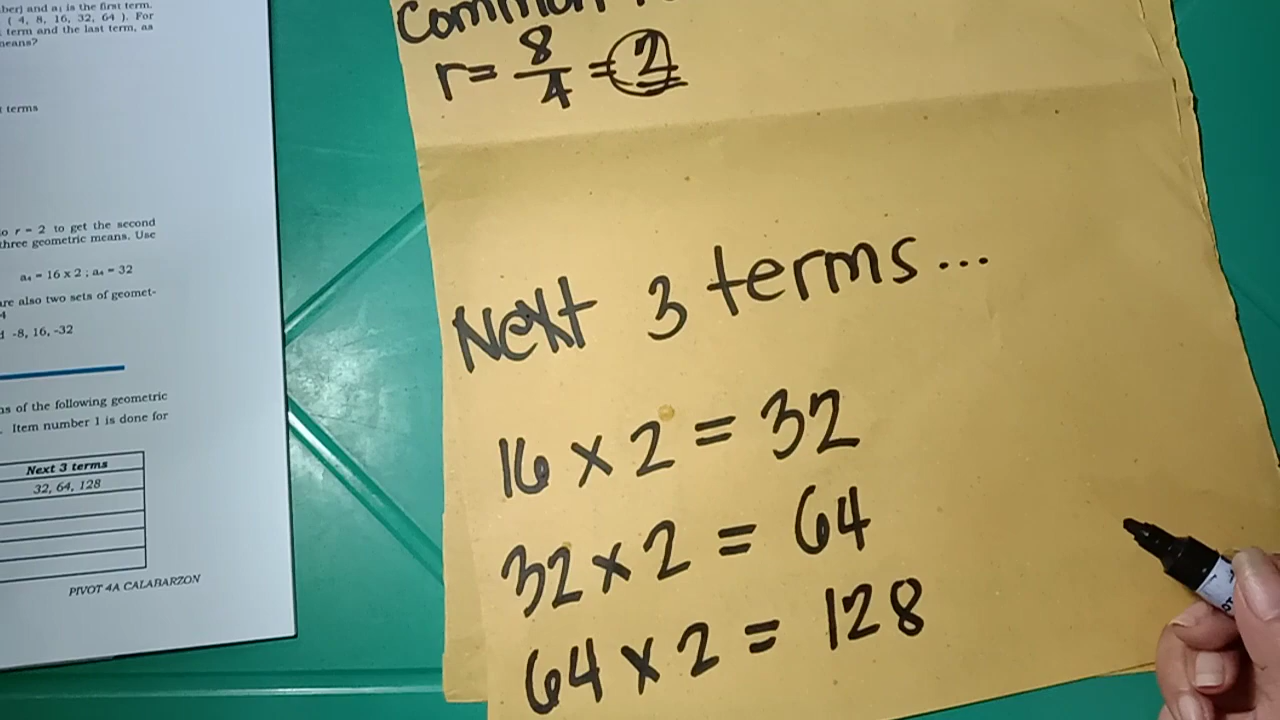 ber) and a₁ is the first term.
( 4, 8, 16, 32, 64 ). For
term and the last term, as
means?
terms
to r = 2 to get the second
three geometric means. Use
a₄ = 16 x 2 ; a₄ = 32
are also two sets of geomet-
4
-8, 16, -32
ns of the following geometric
. Item number 1 is done for
Next 3 terms
32, 64, 128
PIVOT 4A CALABARZON
Common
r = 8/4 = 2
Next 3 terms...
16 x 2 = 32
32 x 2 = 64
64 x 2 = 128